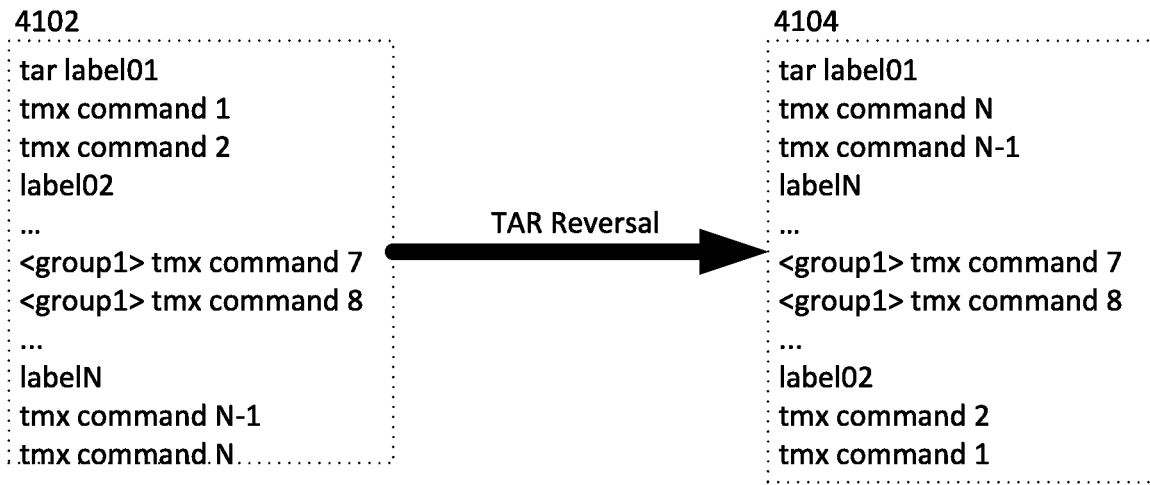 4102
tar label01
tmx command 1
tmx command 2
label02
...
<group1> tmx command 7
<group1> tmx command 8
...
labelN
tmx command N-1
tmx command N
TAR Reversal
4104
tar label01
tmx command N
tmx command N-1
labelN
...
<group1> tmx command 7
<group1> tmx command 8
...
label02
tmx command 2
tmx command 1